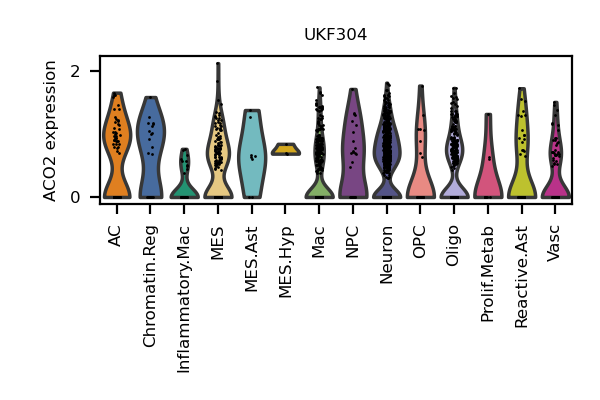 UKF304
ACO2 expression
2
0
AC
Chromatin.Reg
Inflammatory.Mac
MES
MES.Ast
MES.Hyp
Mac
NPC
Neuron
OPC
Oligo
Prolif.Metab
Reactive.Ast
Vasc